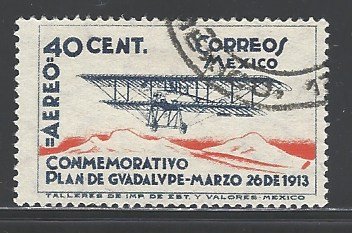 =AEREO=
40 CENT.
CORREOS
MEXICO
CONMEMORATIVO
PLAN DE GVADALVPE-MARZO 26 DE 1913
TALLERES DE IMP. DE EST. Y VALORES-MEXICO